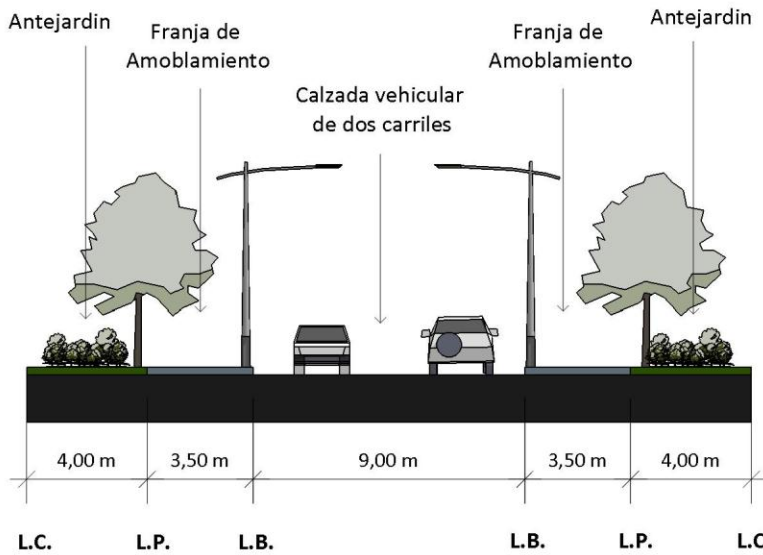 Antejardin
Franja de
Amoblamiento
Calzada vehicular
de dos carriles
Franja de
Amoblamiento
Antejardin
4,00 m
3,50 m
9,00 m
3,50 m
4,00 m
L.C.
L.P.
L.B.
L.B.
L.P.
L.C